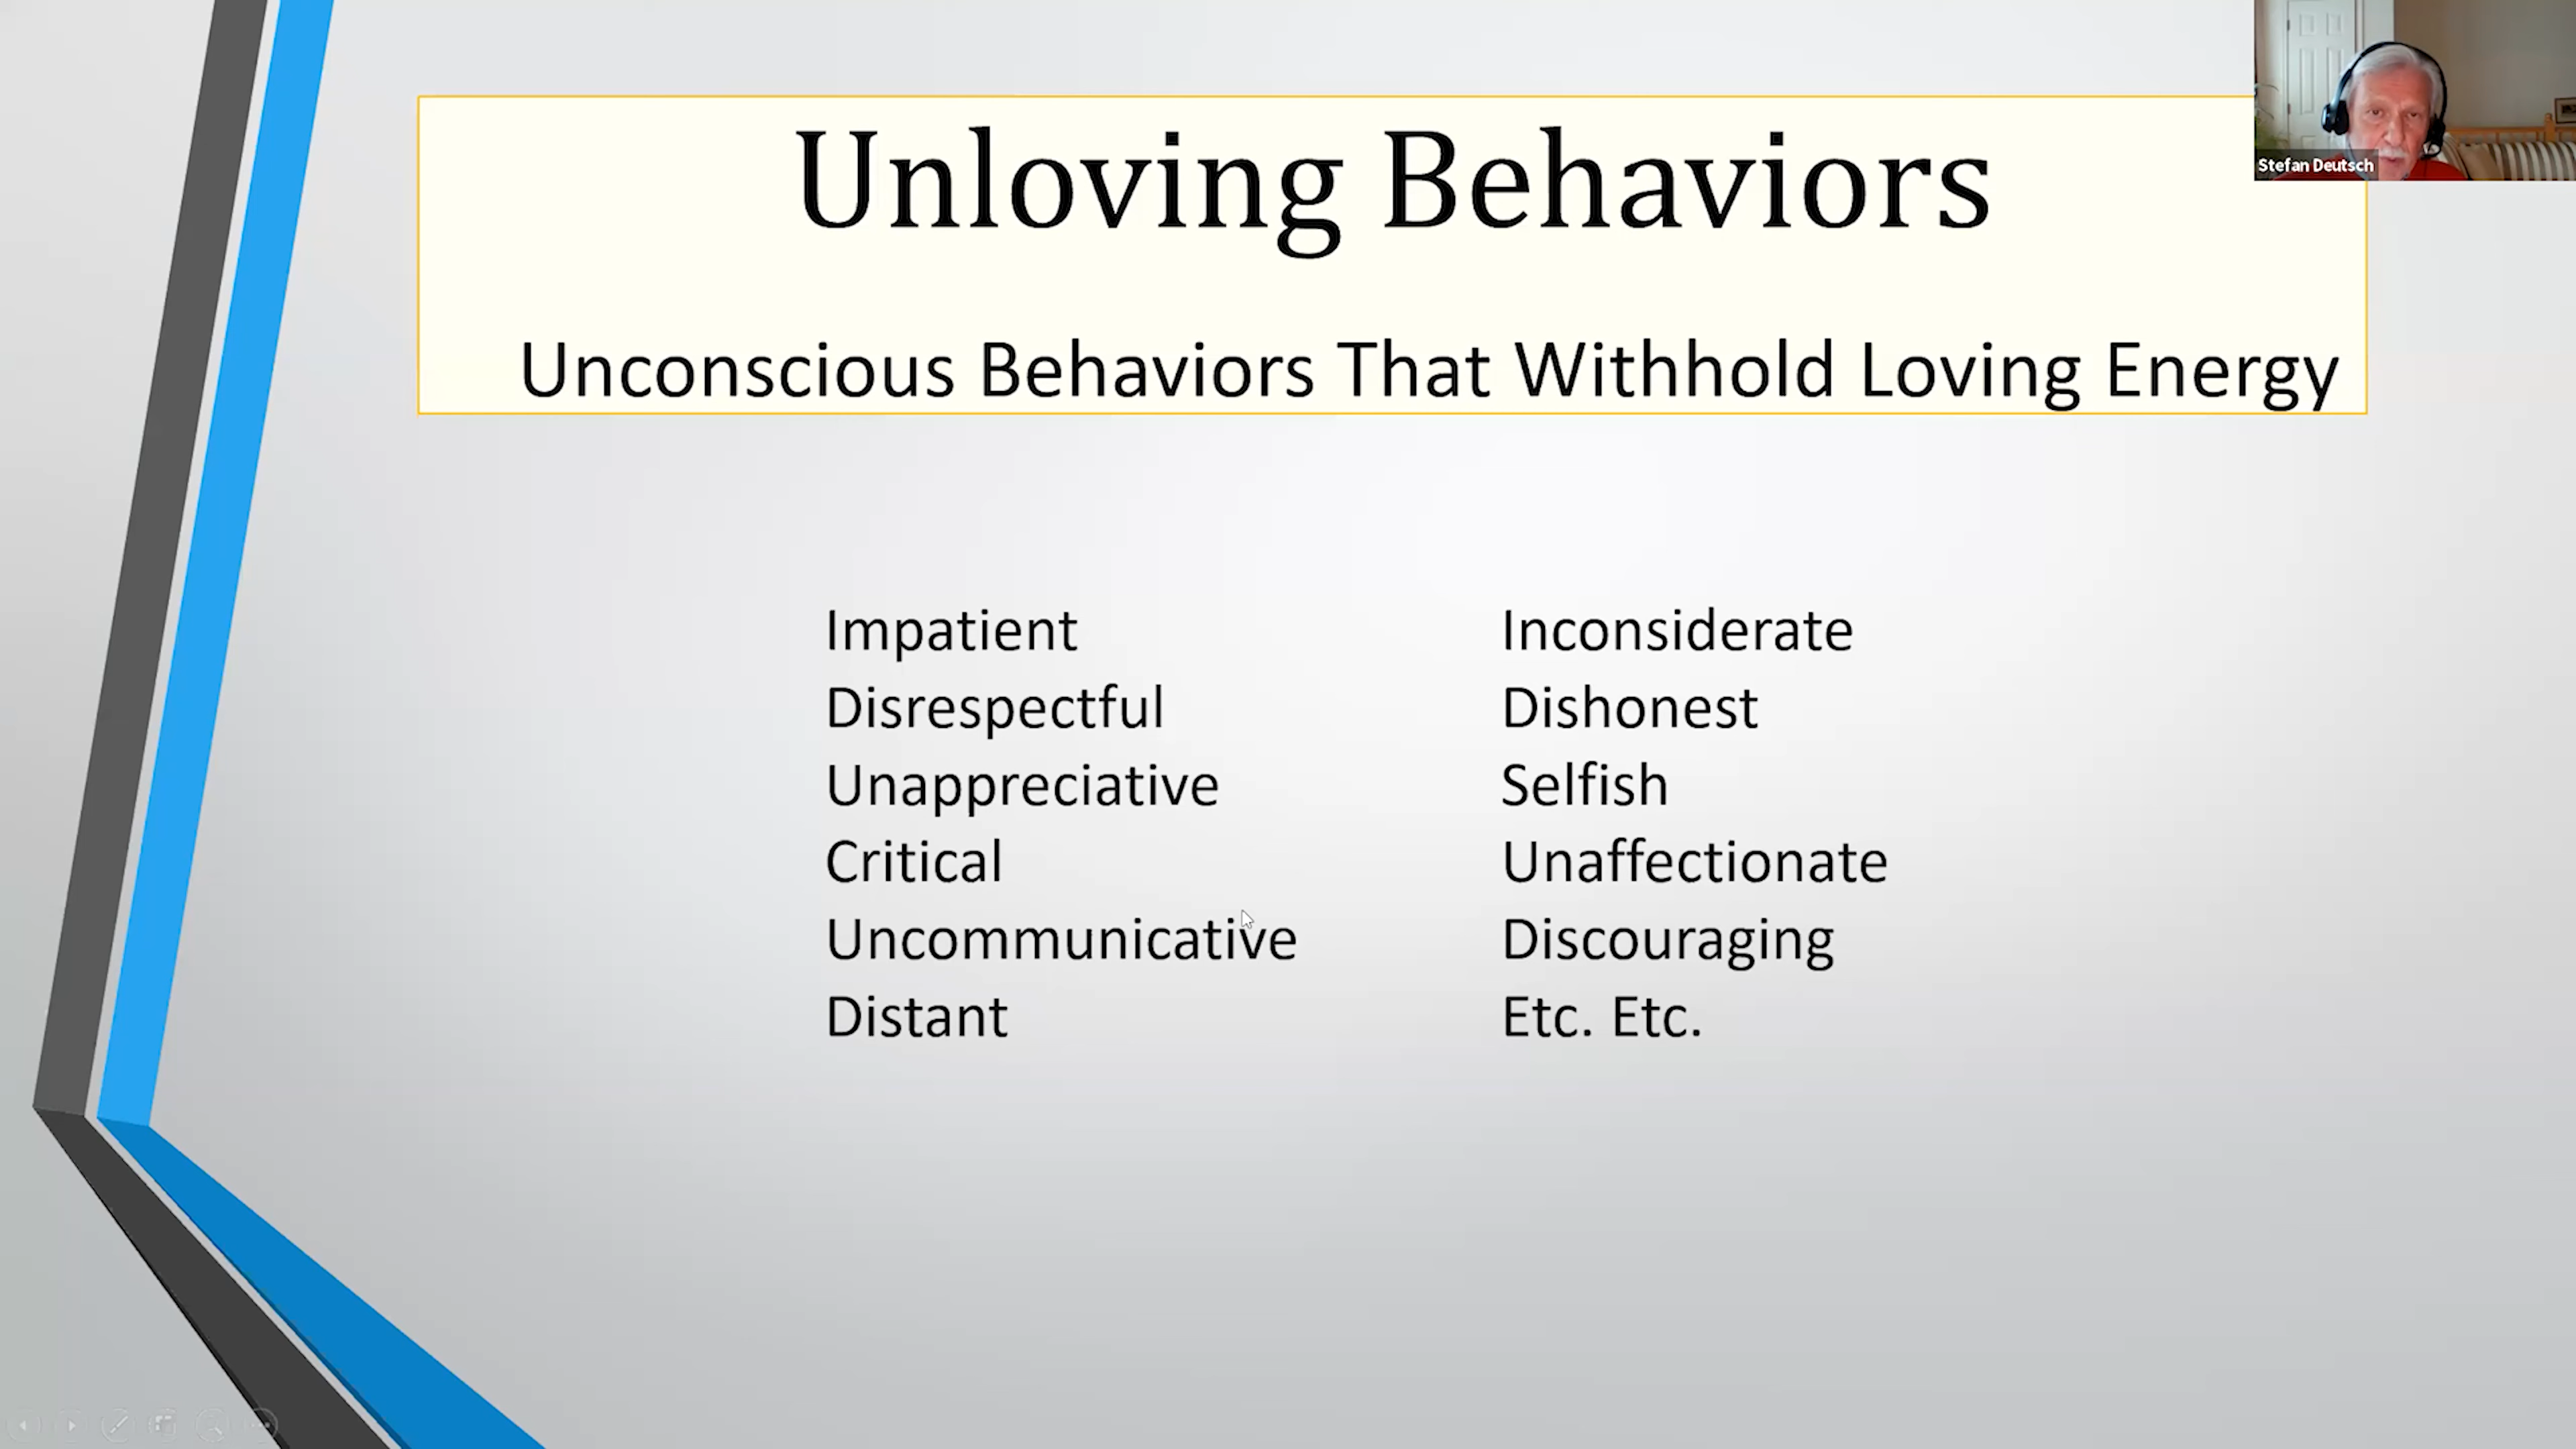 Unloving Behaviors
Stefan Deutsch
Unconscious Behaviors That Withhold Loving Energy
Impatient
Disrespectful
Unappreciative
Critical
Uncommunicative
Distant
Inconsiderate
Dishonest
Selfish
Unaffectionate
Discouraging
Etc. Etc.